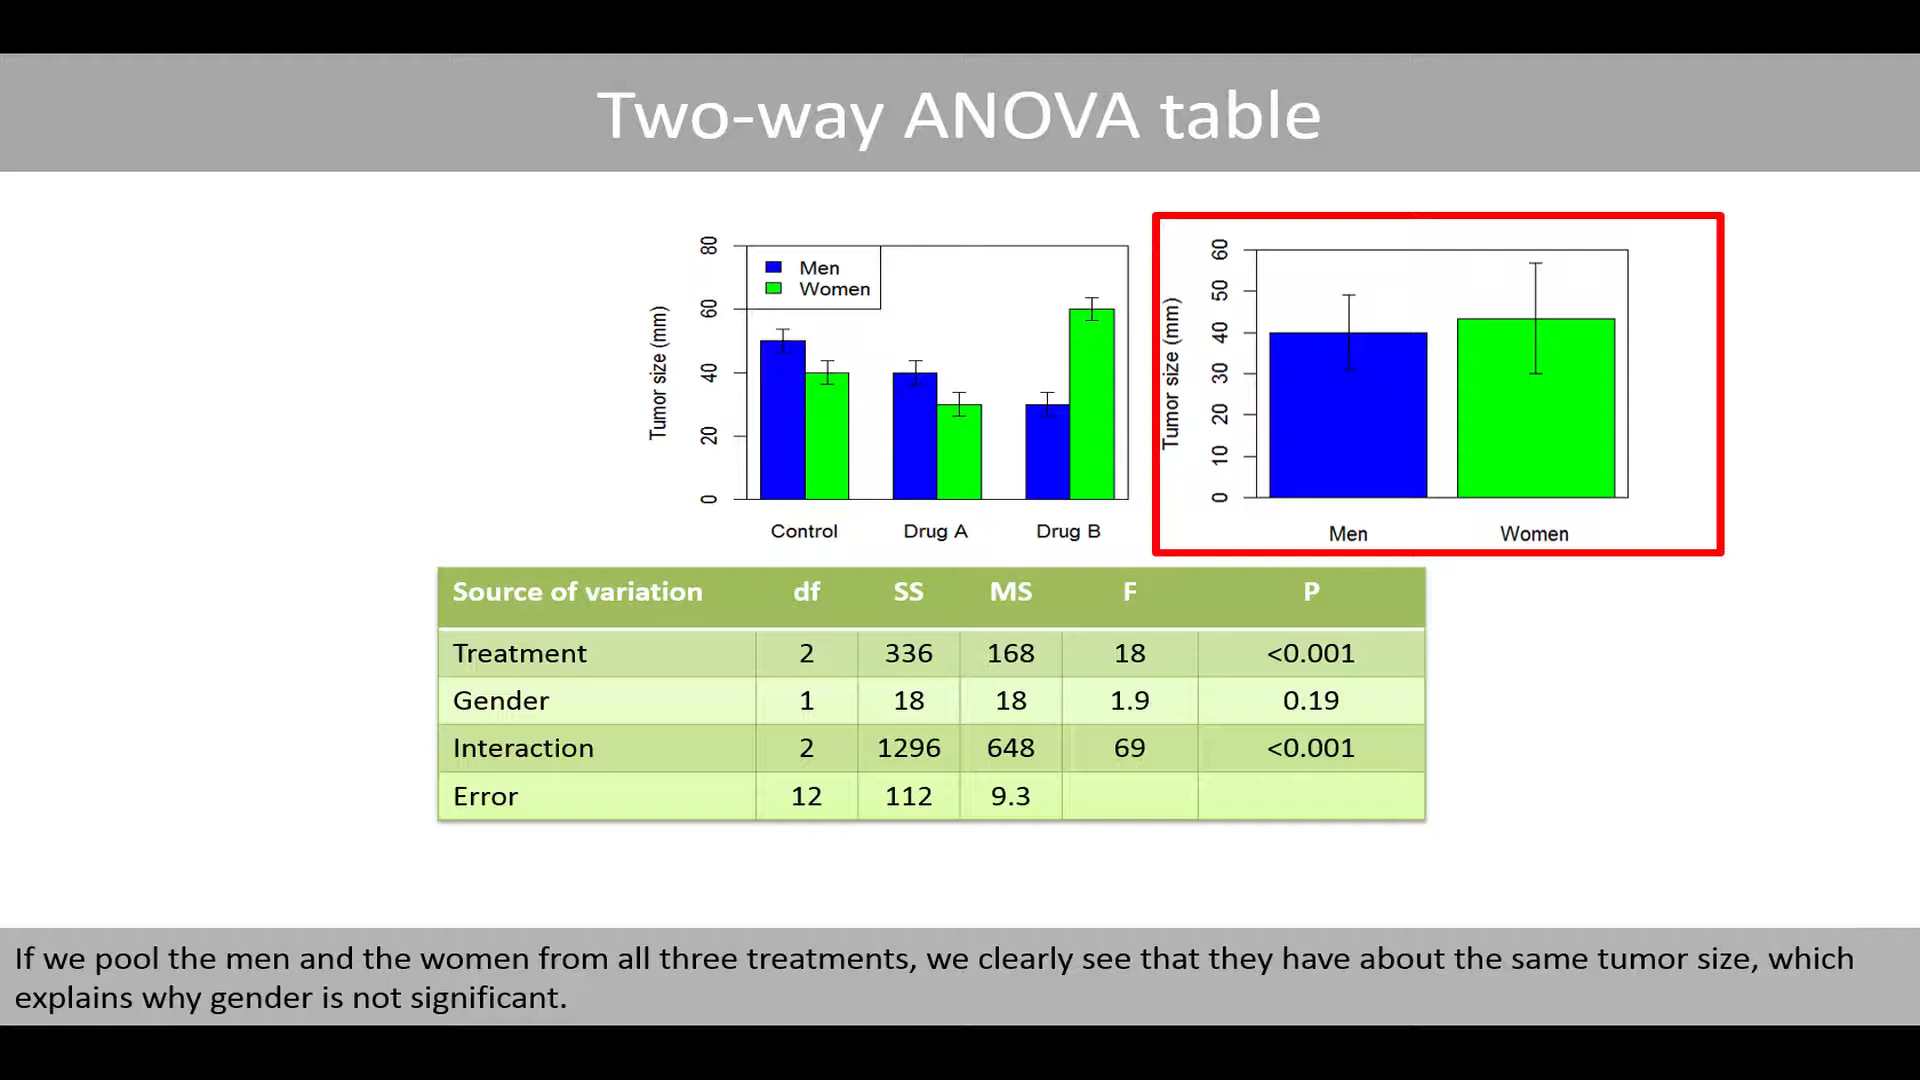 Two-way ANOVA table
80
60
40
20
0
Tumor size (mm)
Men
Women
Control Drug A Drug B
60
50
40
30
20
10
0
Tumor size (mm)
Men Women
Source of variation df SS MS F P
Treatment 2 336 168 18 <0.001
Gender 1 18 18 1.9 0.19
Interaction 2 1296 648 69 <0.001
Error 12 112 9.3
If we pool the men and the women from all three treatments, we clearly see that they have about the same tumor size, which
explains why gender is not significant.